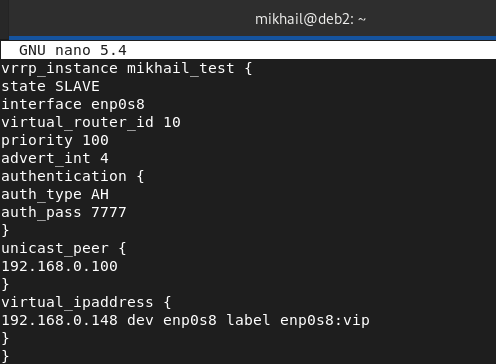 mikhail@deb2: ~
GNU nano 5.4
vrrp_instance mikhail_test {
state SLAVE
interface enp0s8
virtual_router_id 10
priority 100
advert_int 4
authentication {
auth_type AH
auth_pass 7777
}
unicast_peer {
192.168.0.100
}
virtual_ipaddress {
192.168.0.148 dev enp0s8 label enp0s8:vip
}
}